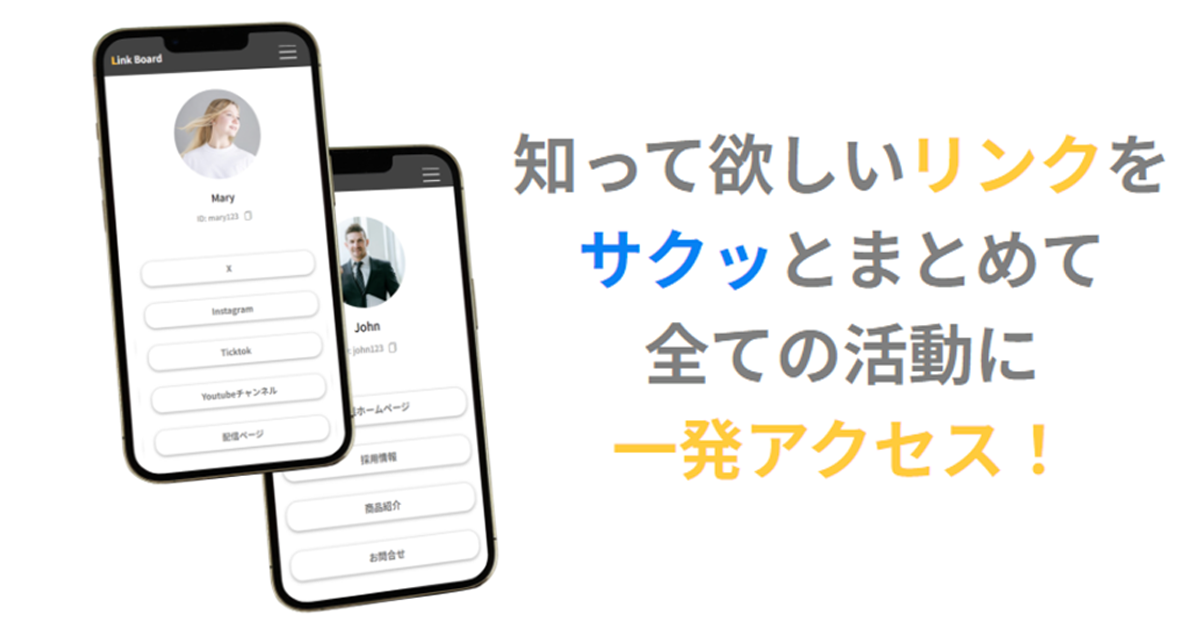 Link Board
Mary
ID: mary123
X
Instagram
Ticktok
Youtubeチャンネル
配信ページ
John
john123
ホームページ
採用情報
商品紹介
お問合せ
知って欲しいリンクを
サクッとまとめて
全ての活動に
一発アクセス！